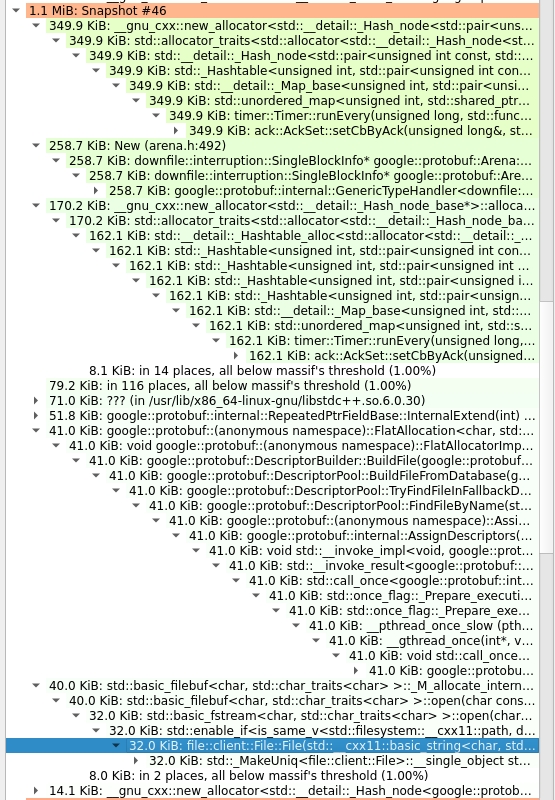 1.1 MiB: Snapshot #46
349.9 KiB: __gnu_cxx::new_allocator<std::__detail::_Hash_node<std::pair<uns...
349.9 KiB: std::allocator_traits<std::allocator<std::__detail::_Hash_node<st...
349.9 KiB: std::__detail::_Hash_node<std::pair<unsigned int const, std::...
349.9 KiB: std::_Hashtable<unsigned int, std::pair<unsigned int con...
349.9 KiB: std::__detail::_Map_base<unsigned int, std::pair<unsi...
349.9 KiB: std::unordered_map<unsigned int, std::shared_ptr...
349.9 KiB: timer::Timer::runEvery(unsigned long, std::func...
349.9 KiB: ack::AckSet::setCbByAck(unsigned long&, st...
258.7 KiB: New (arena.h:492)
258.7 KiB: downfile::interruption::SingleBlockInfo* google::protobuf::Arena:...
258.7 KiB: downfile::interruption::SingleBlockInfo* google::protobuf::Are...
258.7 KiB: google::protobuf::internal::GenericTypeHandler<downfile:...
170.2 KiB: __gnu_cxx::new_allocator<std::__detail::_Hash_node_base*>::alloca...
170.2 KiB: std::allocator_traits<std::allocator<std::__detail::_Hash_node_ba...
162.1 KiB: std::__detail::_Hashtable_alloc<std::allocator<std::__detail::_...
162.1 KiB: std::_Hashtable<unsigned int, std::pair<unsigned int con...
162.1 KiB: std::_Hashtable<unsigned int, std::pair<unsigned int ...
162.1 KiB: std::_Hashtable<unsigned int, std::pair<unsigned i...
162.1 KiB: std::_Hashtable<unsigned int, std::pair<unsign...
162.1 KiB: std::__detail::_Map_base<unsigned int, std::pa...
162.1 KiB: std::unordered_map<unsigned int, std::s...
162.1 KiB: timer::Timer::runEvery(unsigned long,...
162.1 KiB: ack::AckSet::setCbByAck(unsigned...
8.1 KiB: in 14 places, all below massif's threshold (1.00%)
79.2 KiB: in 116 places, all below massif's threshold (1.00%)
71.0 KiB: ??? (in /usr/lib/x86_64-linux-gnu/libstdc++.so.6.0.30)
51.8 KiB: google::protobuf::internal::RepeatedPtrFieldBase::InternalExtend(int) ...
41.0 KiB: google::protobuf::(anonymous namespace)::FlatAllocation<char, std:...
41.0 KiB: void google::protobuf::(anonymous namespace)::FlatAllocatorImp...
41.0 KiB: google::protobuf::DescriptorBuilder::BuildFile(google::protobuf...
41.0 KiB: google::protobuf::DescriptorPool::BuildFileFromDatabase(g...
41.0 KiB: google::protobuf::DescriptorPool::TryFindFileInFallbackD...
41.0 KiB: google::protobuf::DescriptorPool::FindFileByName(st...
41.0 KiB: google::protobuf::(anonymous namespace)::Assi...
41.0 KiB: google::protobuf::internal::AssignDescriptors(...
41.0 KiB: void std::__invoke_impl<void, google::prot...
41.0 KiB: std::__invoke_result<google::protobuf::...
41.0 KiB: std::call_once<google::protobuf::int...
41.0 KiB: std::once_flag::_Prepare_executi...
41.0 KiB: std::once_flag::_Prepare_exe...
41.0 KiB: __pthread_once_slow (pth...
41.0 KiB: __gthread_once(int*, v...
41.0 KiB: void std::call_once...
41.0 KiB: google::protobu...
40.0 KiB: std::basic_filebuf<char, std::char_traits<char> >::_M_allocate_intern...
40.0 KiB: std::basic_filebuf<char, std::char_traits<char> >::open(char cons...
32.0 KiB: std::basic_fstream<char, std::char_traits<char> >::open(char...
32.0 KiB: std::enable_if<is_same_v<std::filesystem::__cxx11::path, d...
32.0 KiB: file::client::File::File(std::__cxx11::basic_string<char, std...
32.0 KiB: std::_MakeUniq<file::client::File>::__single_object st...
8.0 KiB: in 2 places, all below massif's threshold (1.00%)
14.1 KiB: __gnu_cxx::new_allocator<std::__detail::_Hash_node<google::protob...